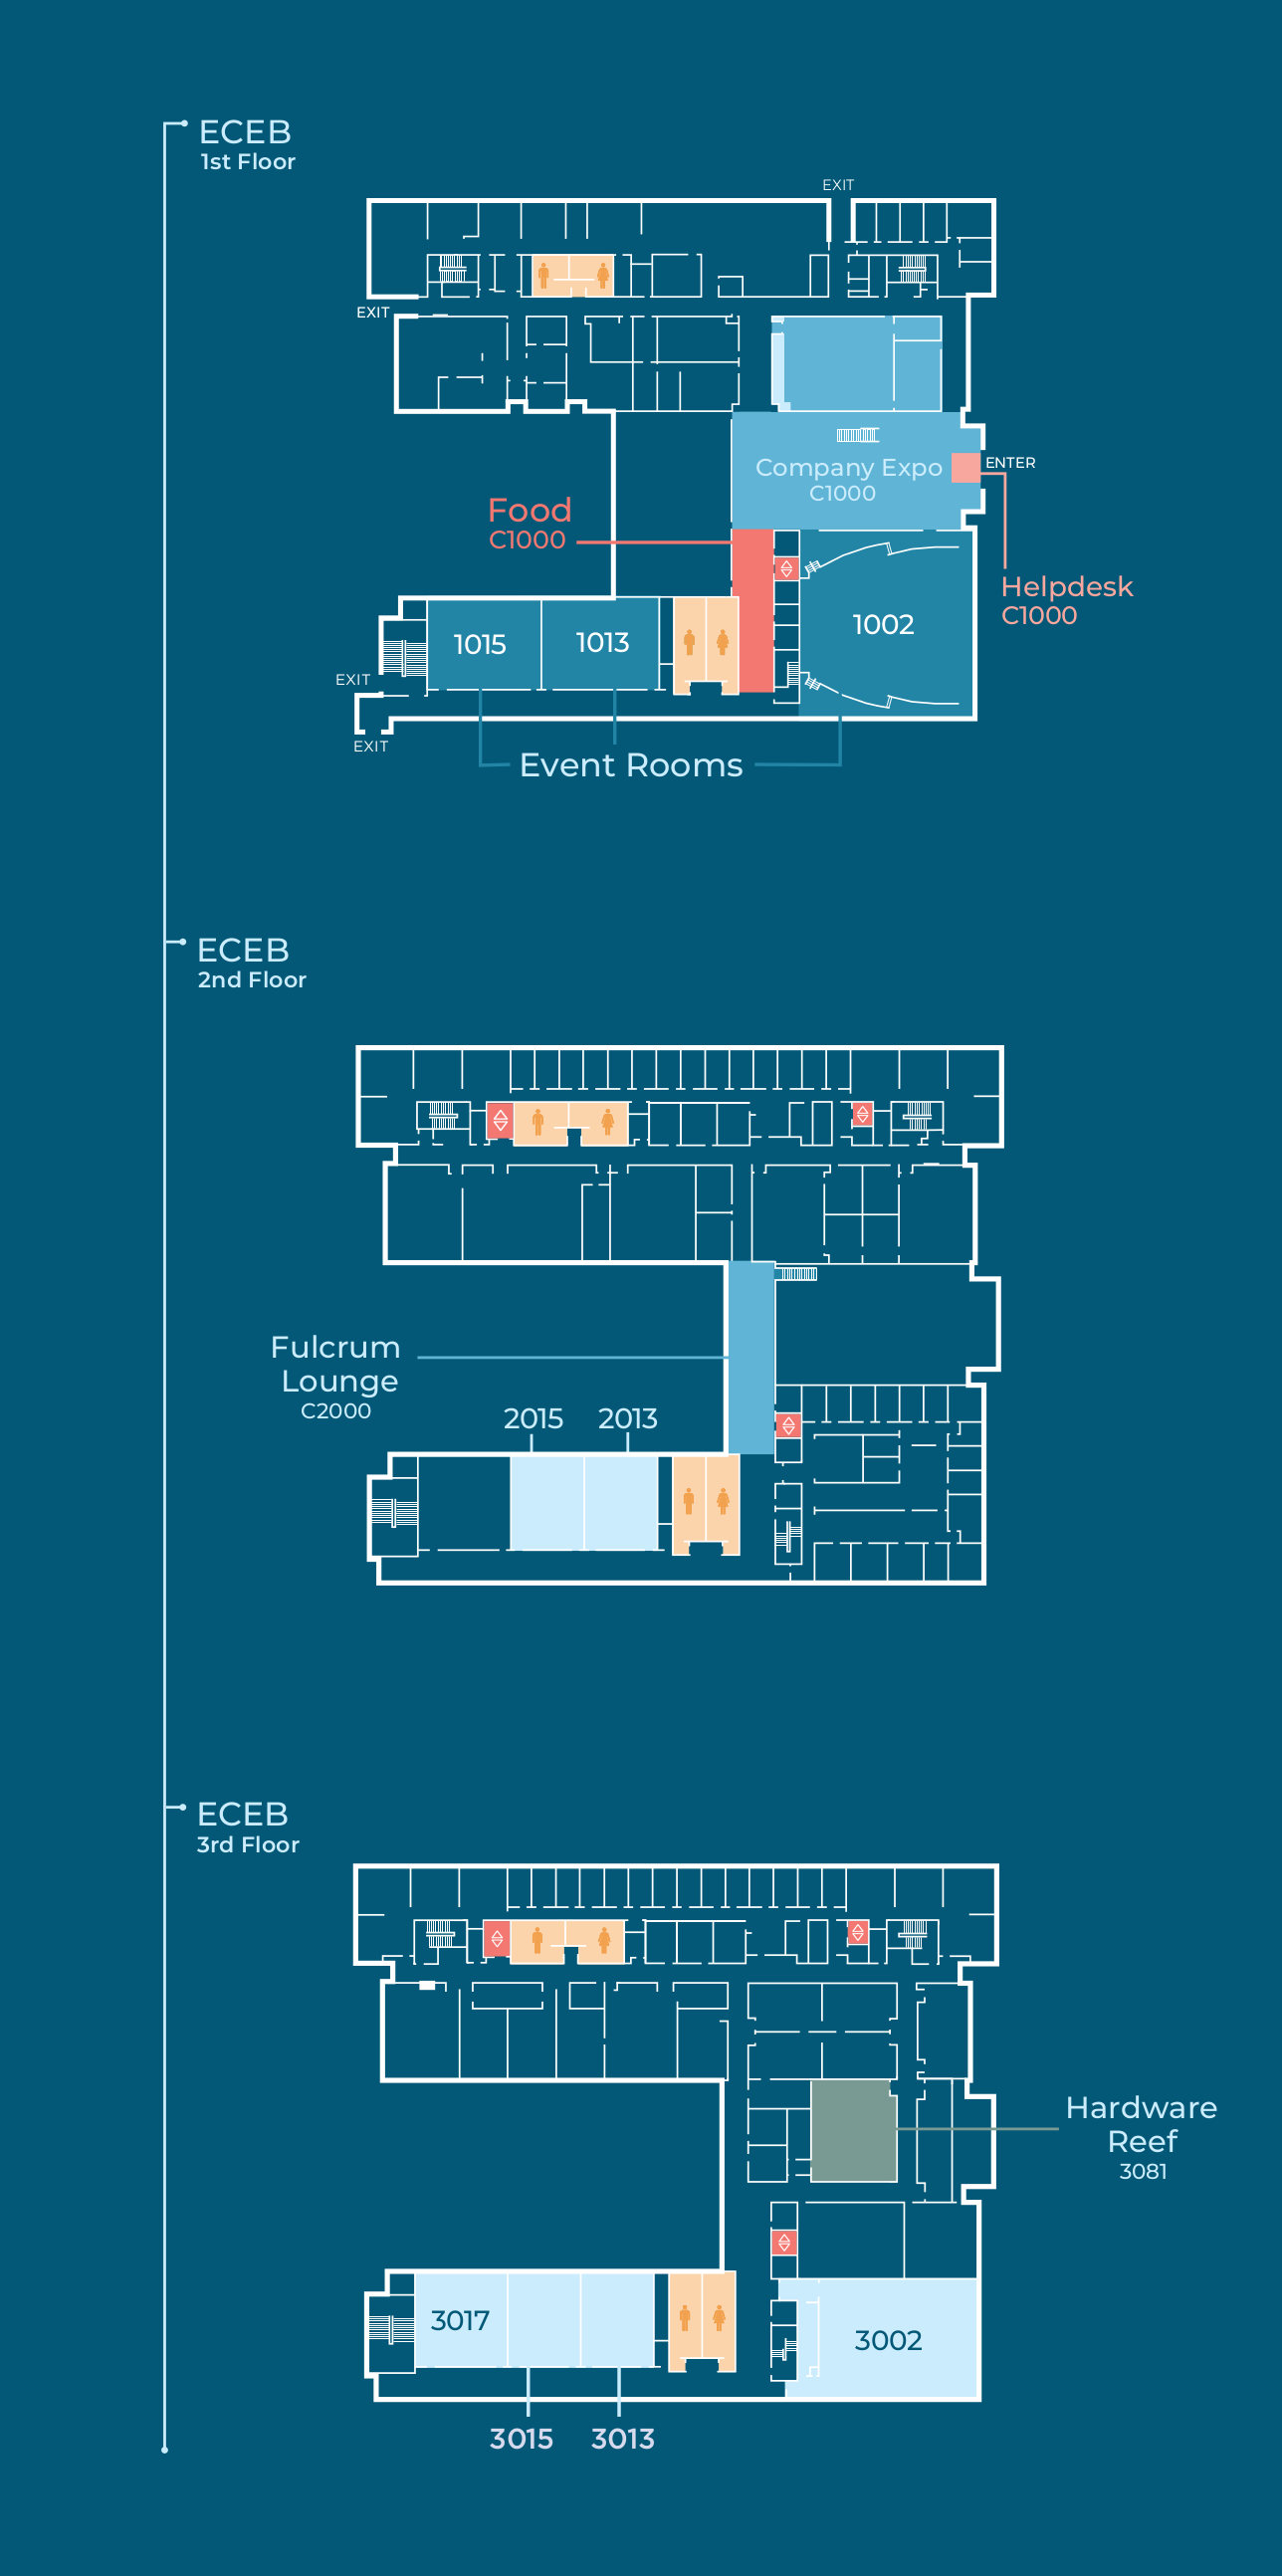 ECEB
1st Floor
EXIT
EXIT
Company Expo
C1000
ENTER
Food
C1000
Helpdesk
C1000
1015
1013
1002
EXIT
EXIT
Event Rooms
ECEB
2nd Floor
Fulcrum
Lounge
C2000
2015
2013
ECEB
3rd Floor
Hardware
Reef
3081
3017
3002
3015
3013